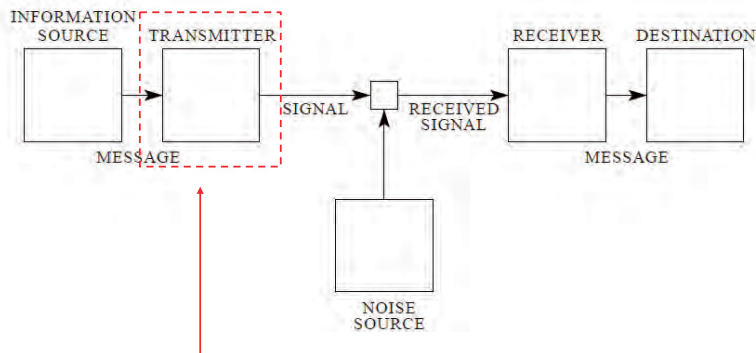 INFORMATION
SOURCE
TRANSMITTER
RECEIVER
DESTINATION
SIGNAL
RECEIVED
SIGNAL
MESSAGE
MESSAGE
NOISE
SOURCE